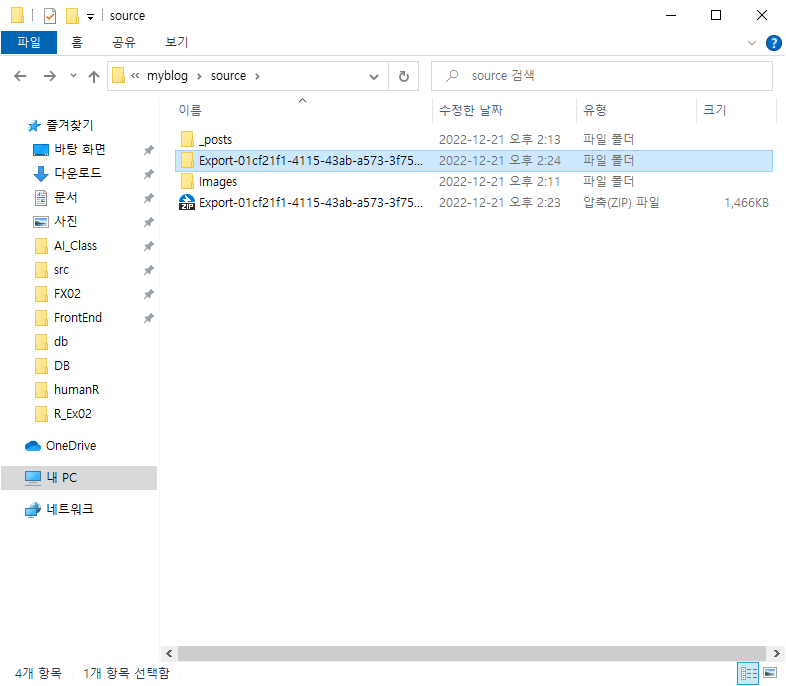 source
파일 홈 공유 보기
myblog source
source 검색
이름 수정한 날짜 유형 크기
_posts 2022-12-21 오후 2:13 파일 폴더
Export-01cf21f1-4115-43ab-a573-3f75... 2022-12-21 오후 2:24 파일 폴더
Images 2022-12-21 오후 2:11 파일 폴더
Export-01cf21f1-4115-43ab-a573-3f75... 2022-12-21 오후 2:23 압축(ZIP) 파일 1,466KB
즐겨찾기
바탕 화면
다운로드
문서
사진
AI_Class
src
FX02
FrontEnd
db
DB
humanR
R_Ex02
OneDrive
내 PC
네트워크
4개 항목 1개 항목 선택함